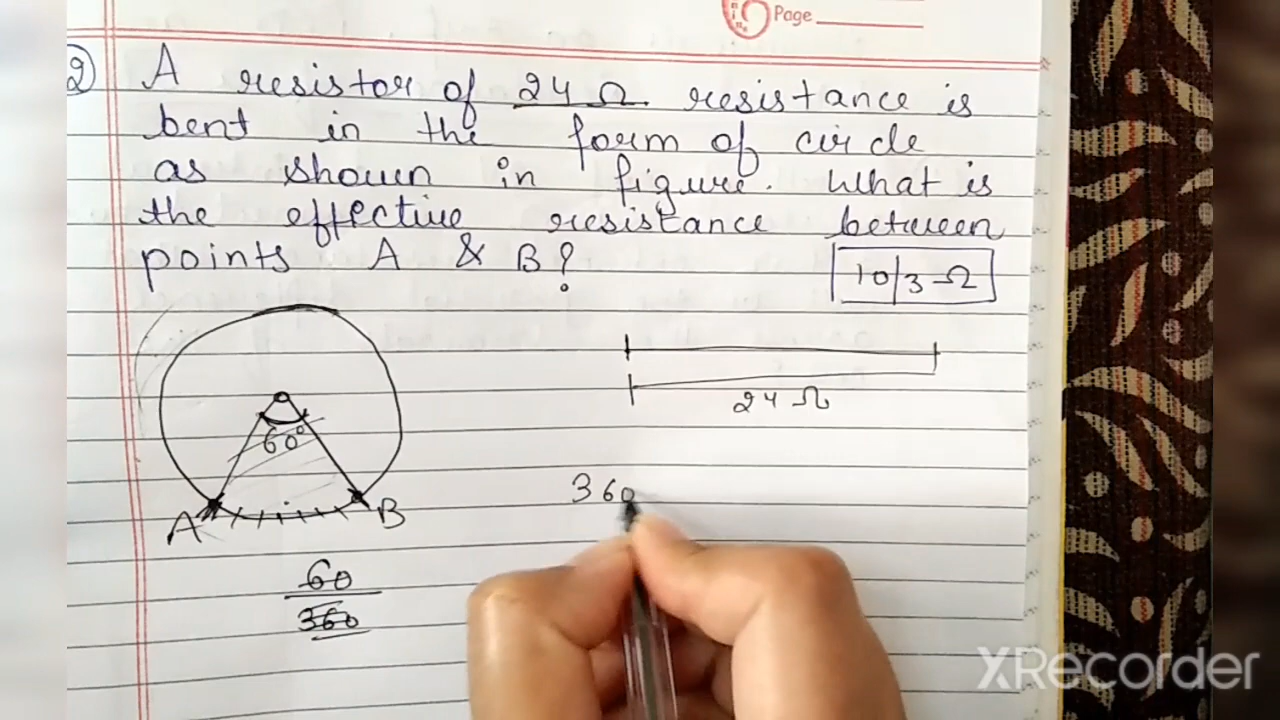 Page
2 A resistor of 24 Ω resistance is
bent in the form of circle
as shown in figure. What is
the effective resistance between
points A & B?
10/3 Ω
60°
A B
60
360
24 Ω
360
XRecorder